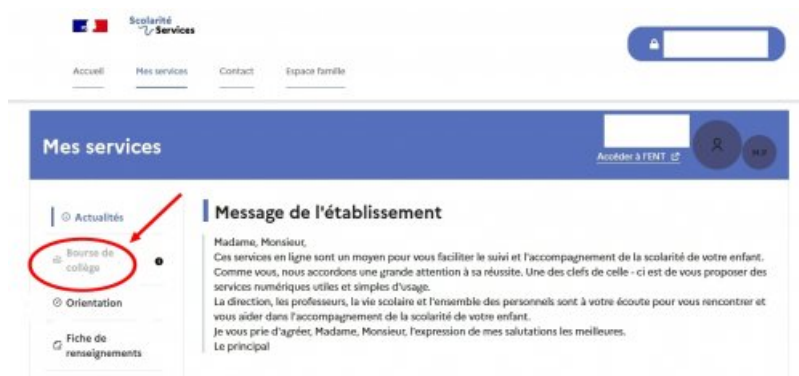 Scolarité
Services
Accueil Mes services Contact Espace famille
Mes services
Accéder à l'ENT
Actualités
Bourse de
collège
Orientation
Fiche de
renseignements
Message de l'établissement
Madame, Monsieur,
Ces services en ligne sont un moyen pour vous faciliter le suivi et l'accompagnement de la scolarité de votre enfant.
Comme vous, nous accordons une grande attention à sa réussite. Une des clefs de celle - ci est de vous proposer des
services numériques utiles et simples d'usage.
La direction, les professeurs, la vie scolaire et l'ensemble des personnels sont à votre écoute pour vous rencontrer et
vous aider dans l'accompagnement de la scolarité de votre enfant.
Je vous prie d'agréer, Madame, Monsieur, l'expression de mes salutations les meilleures.
Le principal